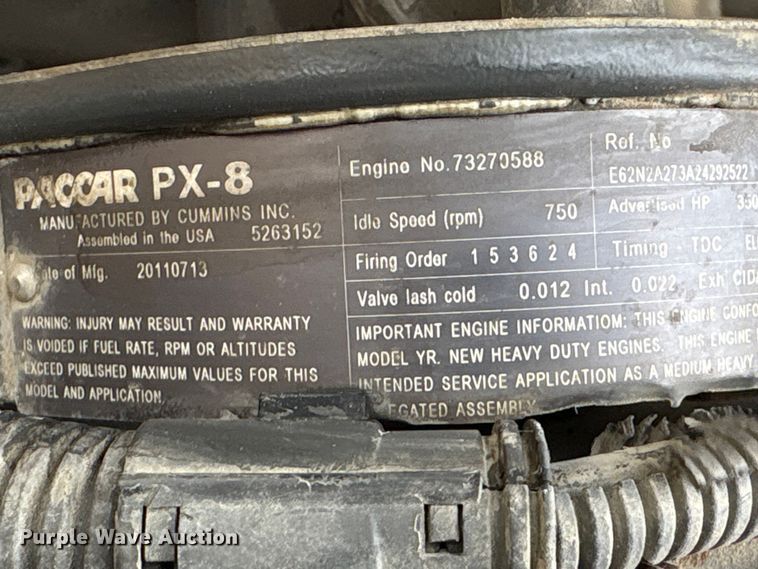 PACCAR PX-8
MANUFACTURED BY CUMMINS INC.
Assembled in the USA 5263152
of Mfg. 20110713
WARNING: INJURY MAY RESULT AND WARRANTY
IS VOIDED IF FUEL RATE, RPM OR ALTITUDES
EXCEED PUBLISHED MAXIMUM VALUES FOR THIS
MODEL AND APPLICATION.
Engine No. 73270588
Idle Speed (rpm) 750
Firing Order 1 5 3 6 2 4
Valve lash cold 0.012 Int. 0.022 Exh
Ref. No
E62N2A273A24292522
Advertised HP 350
Timing - TDC
IMPORTANT ENGINE INFORMATION: THIS ENGINE
MODEL YR. NEW HEAVY DUTY ENGINES. THIS ENGINE
INTENDED SERVICE APPLICATION AS A MEDIUM HEAVY
ASSEMBLY
Purple Wave Auction